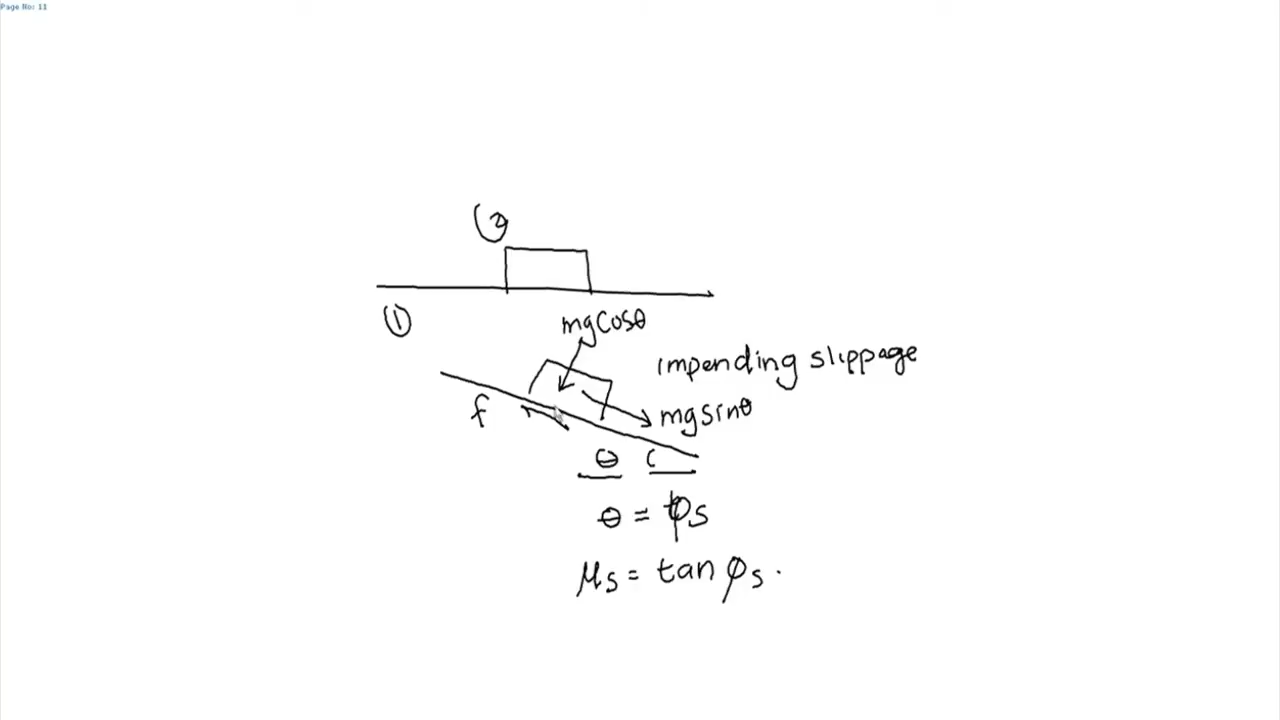 Page No: 11
②
①
mgcosθ
impending slippage
f
mgsinθ
θ
θ = φs
μs = tan φs.